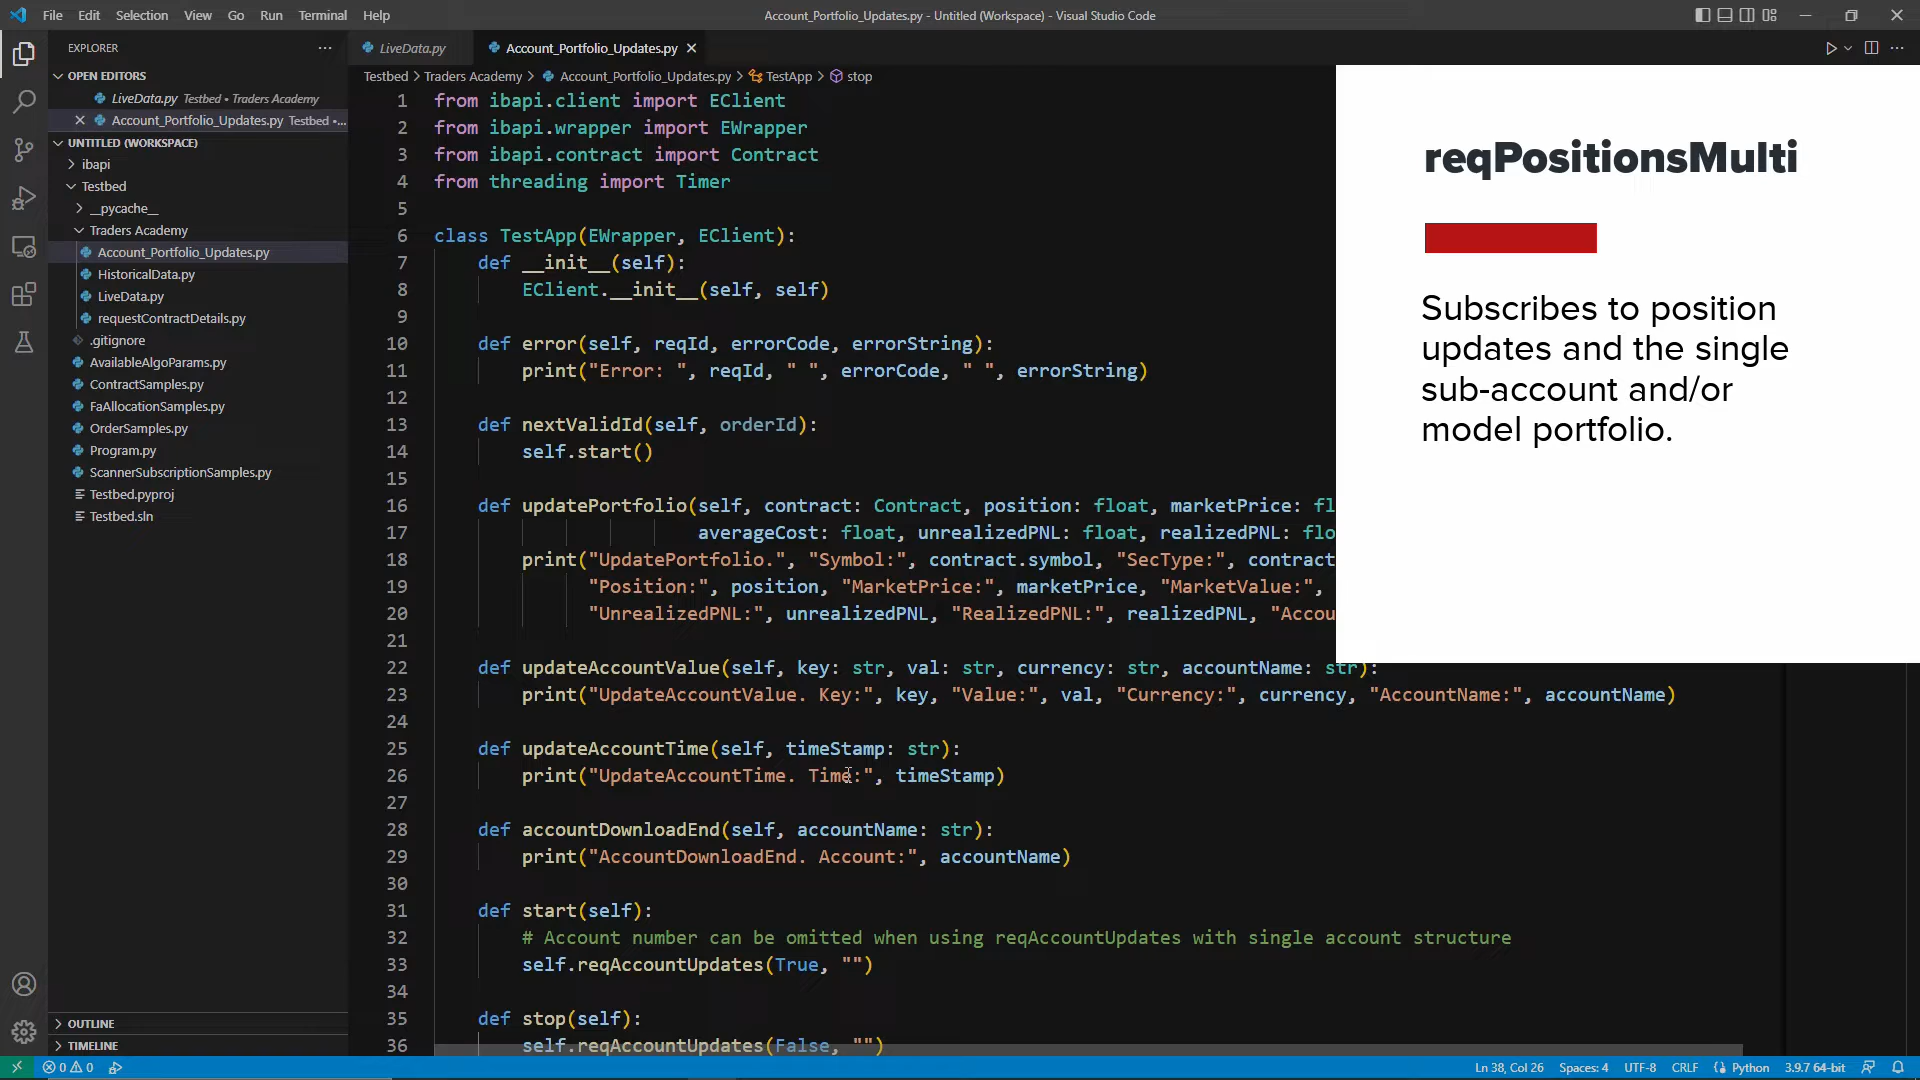 File Edit Selection View Go Run Terminal Help
Account_Portfolio_Updates.py - Untitled (Workspace) - Visual Studio Code
EXPLORER
OPEN EDITORS
LiveData.py Testbed • Traders Academy
Account_Portfolio_Updates.py Testbed •...
UNTITLED (WORKSPACE)
ibapi
Testbed
__pycache__
Traders Academy
Account_Portfolio_Updates.py
HistoricalData.py
LiveData.py
requestContractDetails.py
.gitignore
AvailableAlgoParams.py
ContractSamples.py
FaAllocationSamples.py
OrderSamples.py
Program.py
ScannerSubscriptionSamples.py
Testbed.pyproj
Testbed.sln
OUTLINE
TIMELINE
LiveData.py
Account_Portfolio_Updates.py
Testbed > Traders Academy > Account_Portfolio_Updates.py > TestApp > stop
1 from ibapi.client import EClient
2 from ibapi.wrapper import EWrapper
3 from ibapi.contract import Contract
4 from threading import Timer
5
6 class TestApp(EWrapper, EClient):
7 def __init__(self):
8 EClient.__init__(self, self)
9
10 def error(self, reqId, errorCode, errorString):
11 print("Error: ", reqId, " ", errorCode, " ", errorString)
12
13 def nextValidId(self, orderId):
14 self.start()
15
16 def updatePortfolio(self, contract: Contract, position: float, marketPrice: fl
17 averageCost: float, unrealizedPNL: float, realizedPNL: flo
18 print("UpdatePortfolio.", "Symbol:", contract.symbol, "SecType:", contract
19 "Position:", position, "MarketPrice:", marketPrice, "MarketValue:",
20 "UnrealizedPNL:", unrealizedPNL, "RealizedPNL:", realizedPNL, "Accou
21
22 def updateAccountValue(self, key: str, val: str, currency: str, accountName: str):
23 print("UpdateAccountValue. Key:", key, "Value:", val, "Currency:", currency, "AccountName:", accountName)
24
25 def updateAccountTime(self, timeStamp: str):
26 print("UpdateAccountTime. Time:", timeStamp)
27
28 def accountDownloadEnd(self, accountName: str):
29 print("AccountDownloadEnd. Account:", accountName)
30
31 def start(self):
32 # Account number can be omitted when using reqAccountUpdates with single account structure
33 self.reqAccountUpdates(True, "")
34
35 def stop(self):
36 self.reqAccountUpdates(False, "")
reqPositionsMulti
Subscribes to position
updates and the single
sub-account and/or
model portfolio.
0 0
Ln 38, Col 26 Spaces: 4 UTF-8 CRLF Python 3.9.7 64-bit